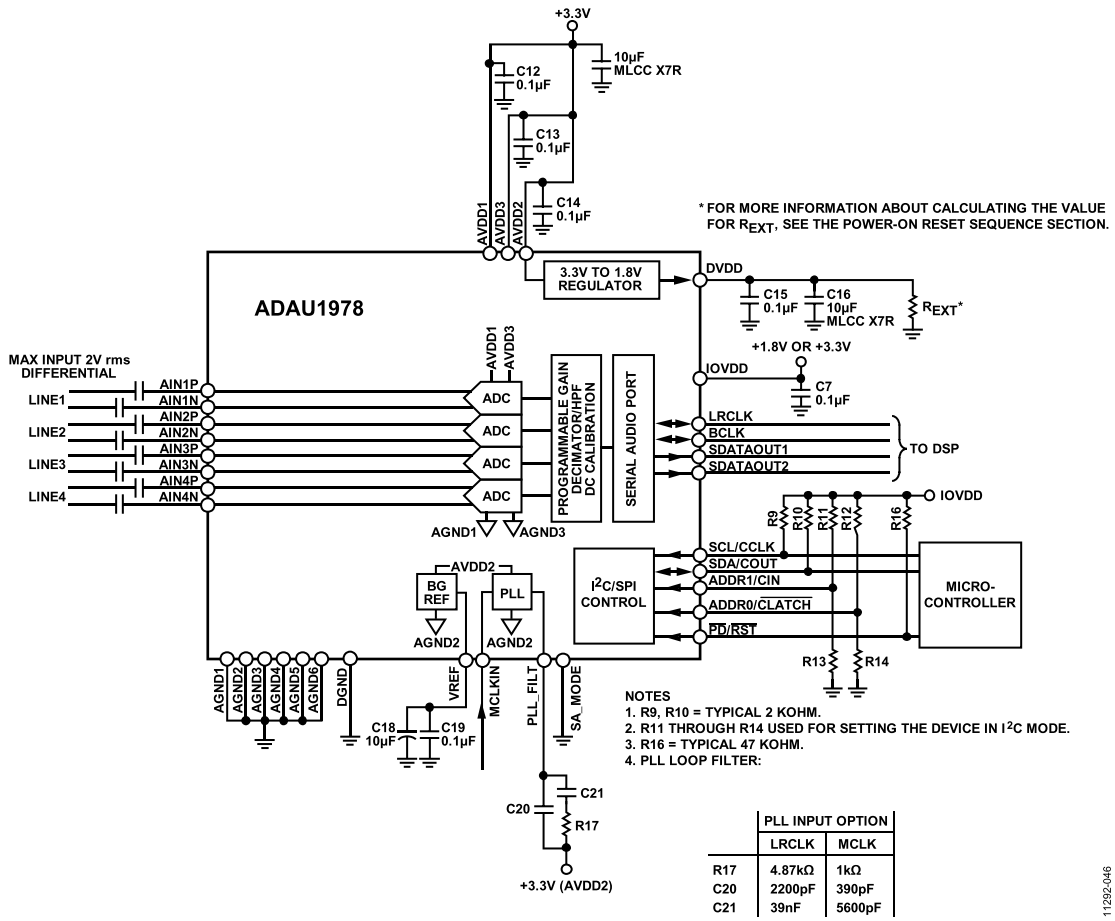 +3.3V
10µF
MLCC X7R
C12
0.1µF
C13
0.1µF
C14
0.1µF
AVDD1
AVDD3
AVDD2
* FOR MORE INFORMATION ABOUT CALCULATING THE VALUE
FOR REXT, SEE THE POWER-ON RESET SEQUENCE SECTION.
ADAU1978
3.3V TO 1.8V
REGULATOR
DVDD
C15
0.1µF
C16
10µF
MLCC X7R
REXT*
+1.8V OR +3.3V
IOVDD
C7
0.1µF
MAX INPUT 2V rms
DIFFERENTIAL
LINE1
LINE2
LINE3
LINE4
AIN1P
AIN1N
AIN2P
AIN2N
AIN3P
AIN3N
AIN4P
AIN4N
AVDD1
AVDD3
ADC
ADC
ADC
ADC
AGND1
AGND3
PROGRAMMABLE GAIN
DECIMATOR/HPF
DC CALIBRATION
SERIAL AUDIO PORT
LRCLK
BCLK
SDATAOUT1
SDATAOUT2
TO DSP
IOVDD
R9
R10
R11
R12
R16
I2C/SPI
CONTROL
SCL/CCLK
SDA/COUT
ADDR1/CIN
ADDR0/CLATCH
PD/RST
MICRO-
CONTROLLER
R13
R14
AVDD2
BG
REF
PLL
AGND2
AGND2
AGND1
AGND2
AGND3
AGND4
AGND5
AGND6
DGND
VREF
MCLKIN
PLL_FILT
SA_MODE
C18
10µF
C19
0.1µF
C20
C21
R17
+3.3V (AVDD2)
NOTES
1. R9, R10 = TYPICAL 2 KOHM.
2. R11 THROUGH R14 USED FOR SETTING THE DEVICE IN I2C MODE.
3. R16 = TYPICAL 47 KOHM.
4. PLL LOOP FILTER:
PLL INPUT OPTION
LRCLK MCLK
R17 4.87kΩ 1kΩ
C20 2200pF 390pF
C21 39nF 5600pF
11292-046